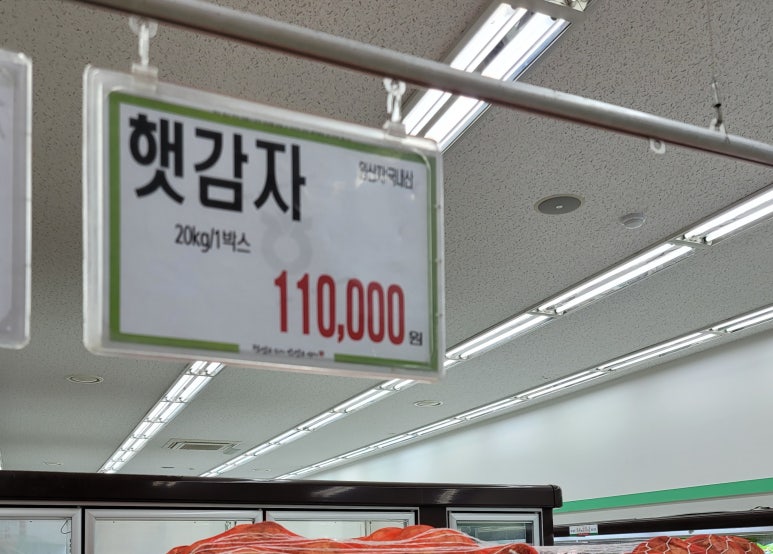 햇감자
원산지:국내산
20kg/1박스
110,000원